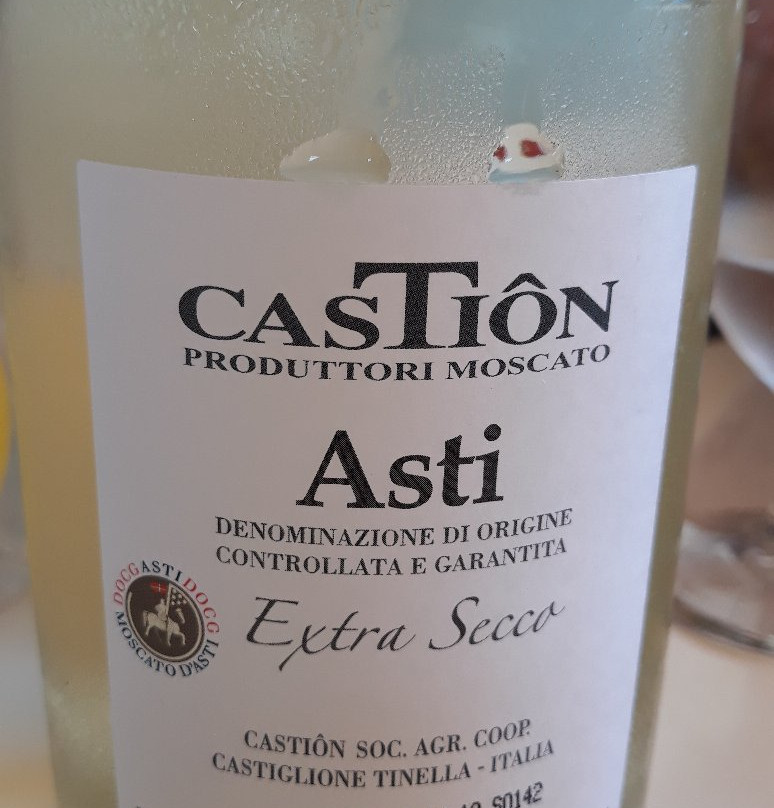 CASTIÔN
PRODUTTORI MOSCATO
Asti
DENOMINAZIONE DI ORIGINE
CONTROLLATA E GARANTITA
DOCG ASTI DOCG
MOSCATO D'ASTI
Extra Secco
CASTIÔN SOC. AGR. COOP.
CASTIGLIONE TINELLA - ITALIA
S0142